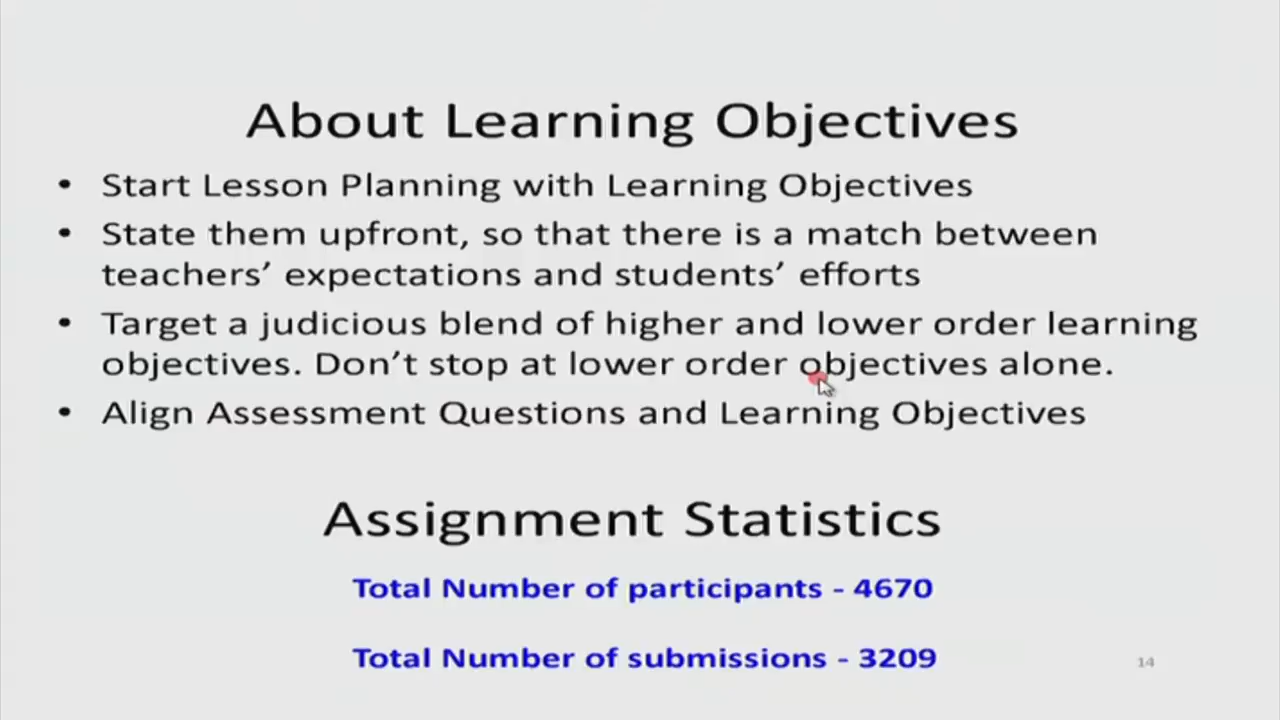 About Learning Objectives
• Start Lesson Planning with Learning Objectives
• State them upfront, so that there is a match between
teachers’ expectations and students’ efforts
• Target a judicious blend of higher and lower order learning
objectives. Don’t stop at lower order objectives alone.
• Align Assessment Questions and Learning Objectives
Assignment Statistics
Total Number of participants - 4670
Total Number of submissions - 3209
14